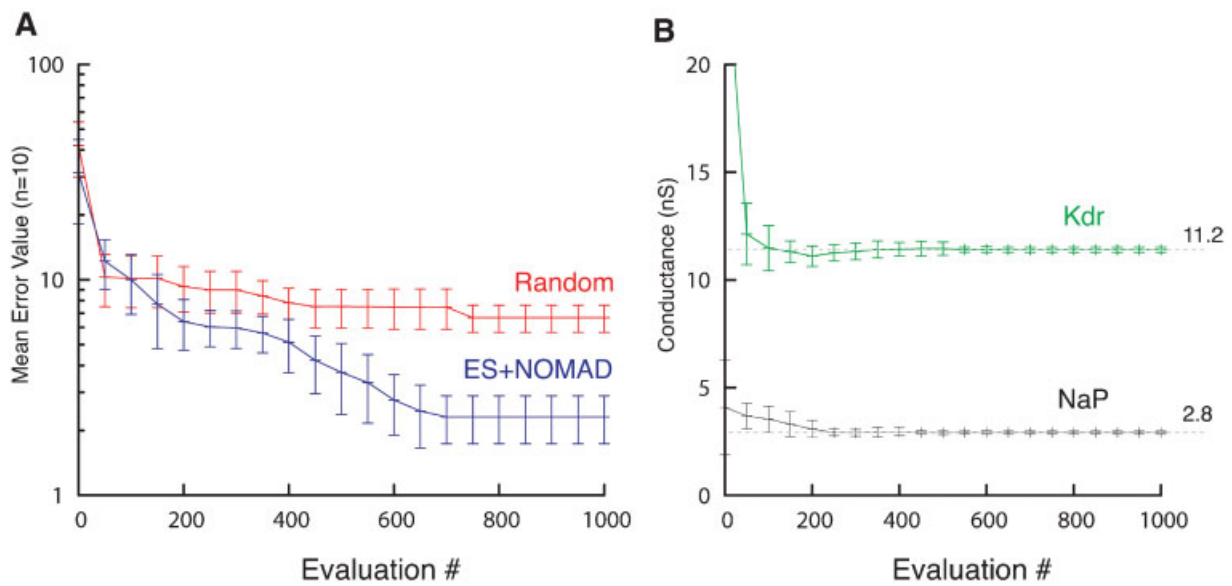 A
100
10
1
Mean Error Value (n=10)
Random
ES+NOMAD
0 200 400 600 800 1000
Evaluation #
B
20
15
10
5
0
Conductance (nS)
Kdr
11.2
NaP
2.8
0 200 400 600 800 1000
Evaluation #